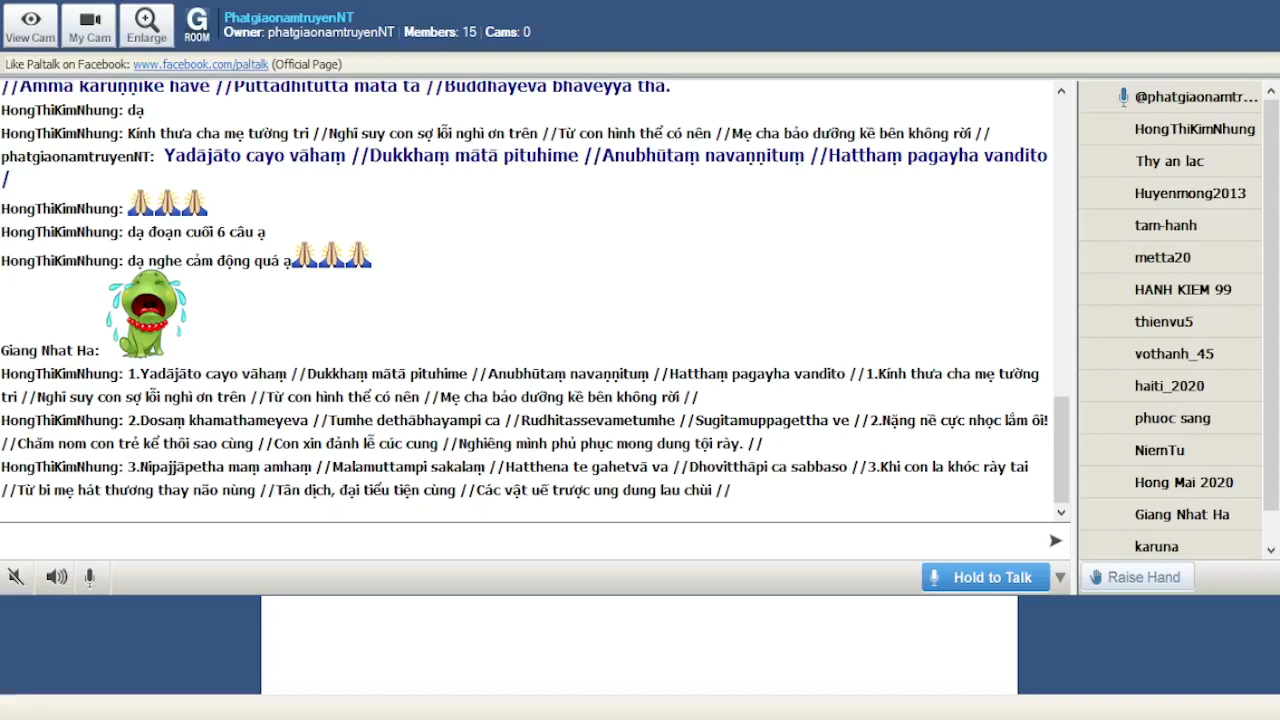 View Cam
My Cam
Enlarge
G
ROOM
PhatgiaonamtruyenNT
Owner: phatgiaonamtruyenNT | Members: 15 | Cams: 0
Like Paltalk on Facebook: www.facebook.com/paltalk (Official Page)
//Amma karuṇṇike have //Puttadhitutta mata ta //Buddhayeva bhaveyya tha.
HongThiKimNhung: dạ
HongThiKimNhung: Kính thưa cha mẹ tường tri //Nghĩ suy con sợ lỗi nghì ơn trên //Từ con hình thể có nên //Mẹ cha bảo dưỡng kề bên không rời //
phatgiaonamtruyenNT: Yadājāto cayo vāhaṃ //Dukkhaṃ mātā pituhime //Anubhūtaṃ navaṇṇituṃ //Hatthaṃ pagayha vandito
/
HongThiKimNhung:
HongThiKimNhung: dạ đoạn cuối 6 câu ạ
HongThiKimNhung: dạ nghe cảm động quá ạ
Giang Nhat Ha:
HongThiKimNhung: 1.Yadājāto cayo vāhaṃ //Dukkhaṃ mātā pituhime //Anubhūtaṃ navaṇṇituṃ //Hatthaṃ pagayha vandito //1.Kính thưa cha mẹ tường
tri //Nghĩ suy con sợ lỗi nghì ơn trên //Từ con hình thể có nên //Mẹ cha bảo dưỡng kề bên không rời //
HongThiKimNhung: 2.Dosaṃ khamathameyeva //Tumhe dethābhayampi ca //Rudhitassevametumhe //Sugitamuppagettha ve //2.Nặng nề cực nhọc lắm ôi!
//Chăm nom con trẻ kể thôi sao cùng //Con xin đảnh lễ cúc cung //Nghiêng mình phủ phục mong dung tội rày. //
HongThiKimNhung: 3.Nipajjāpetha maṃ amhaṃ //Malamuttampi sakalaṃ //Hatthena te gahetvā va //Dhovitthāpi ca sabbaso //3.Khi con la khóc rày tai
//Từ bi mẹ hát thương thay não nùng //Tân dịch, đại tiểu tiện cùng //Các vật uế trược ung dung lau chùi //
@phatgiaonamtr...
HongThiKimNhung
Thy an lac
Huyenmong2013
tam-hanh
metta20
HANH KIEM 99
thienvu5
vothanh_45
haiti_2020
phuoc sang
NiemTu
Hong Mai 2020
Giang Nhat Ha
karuna
Hold to Talk
Raise Hand